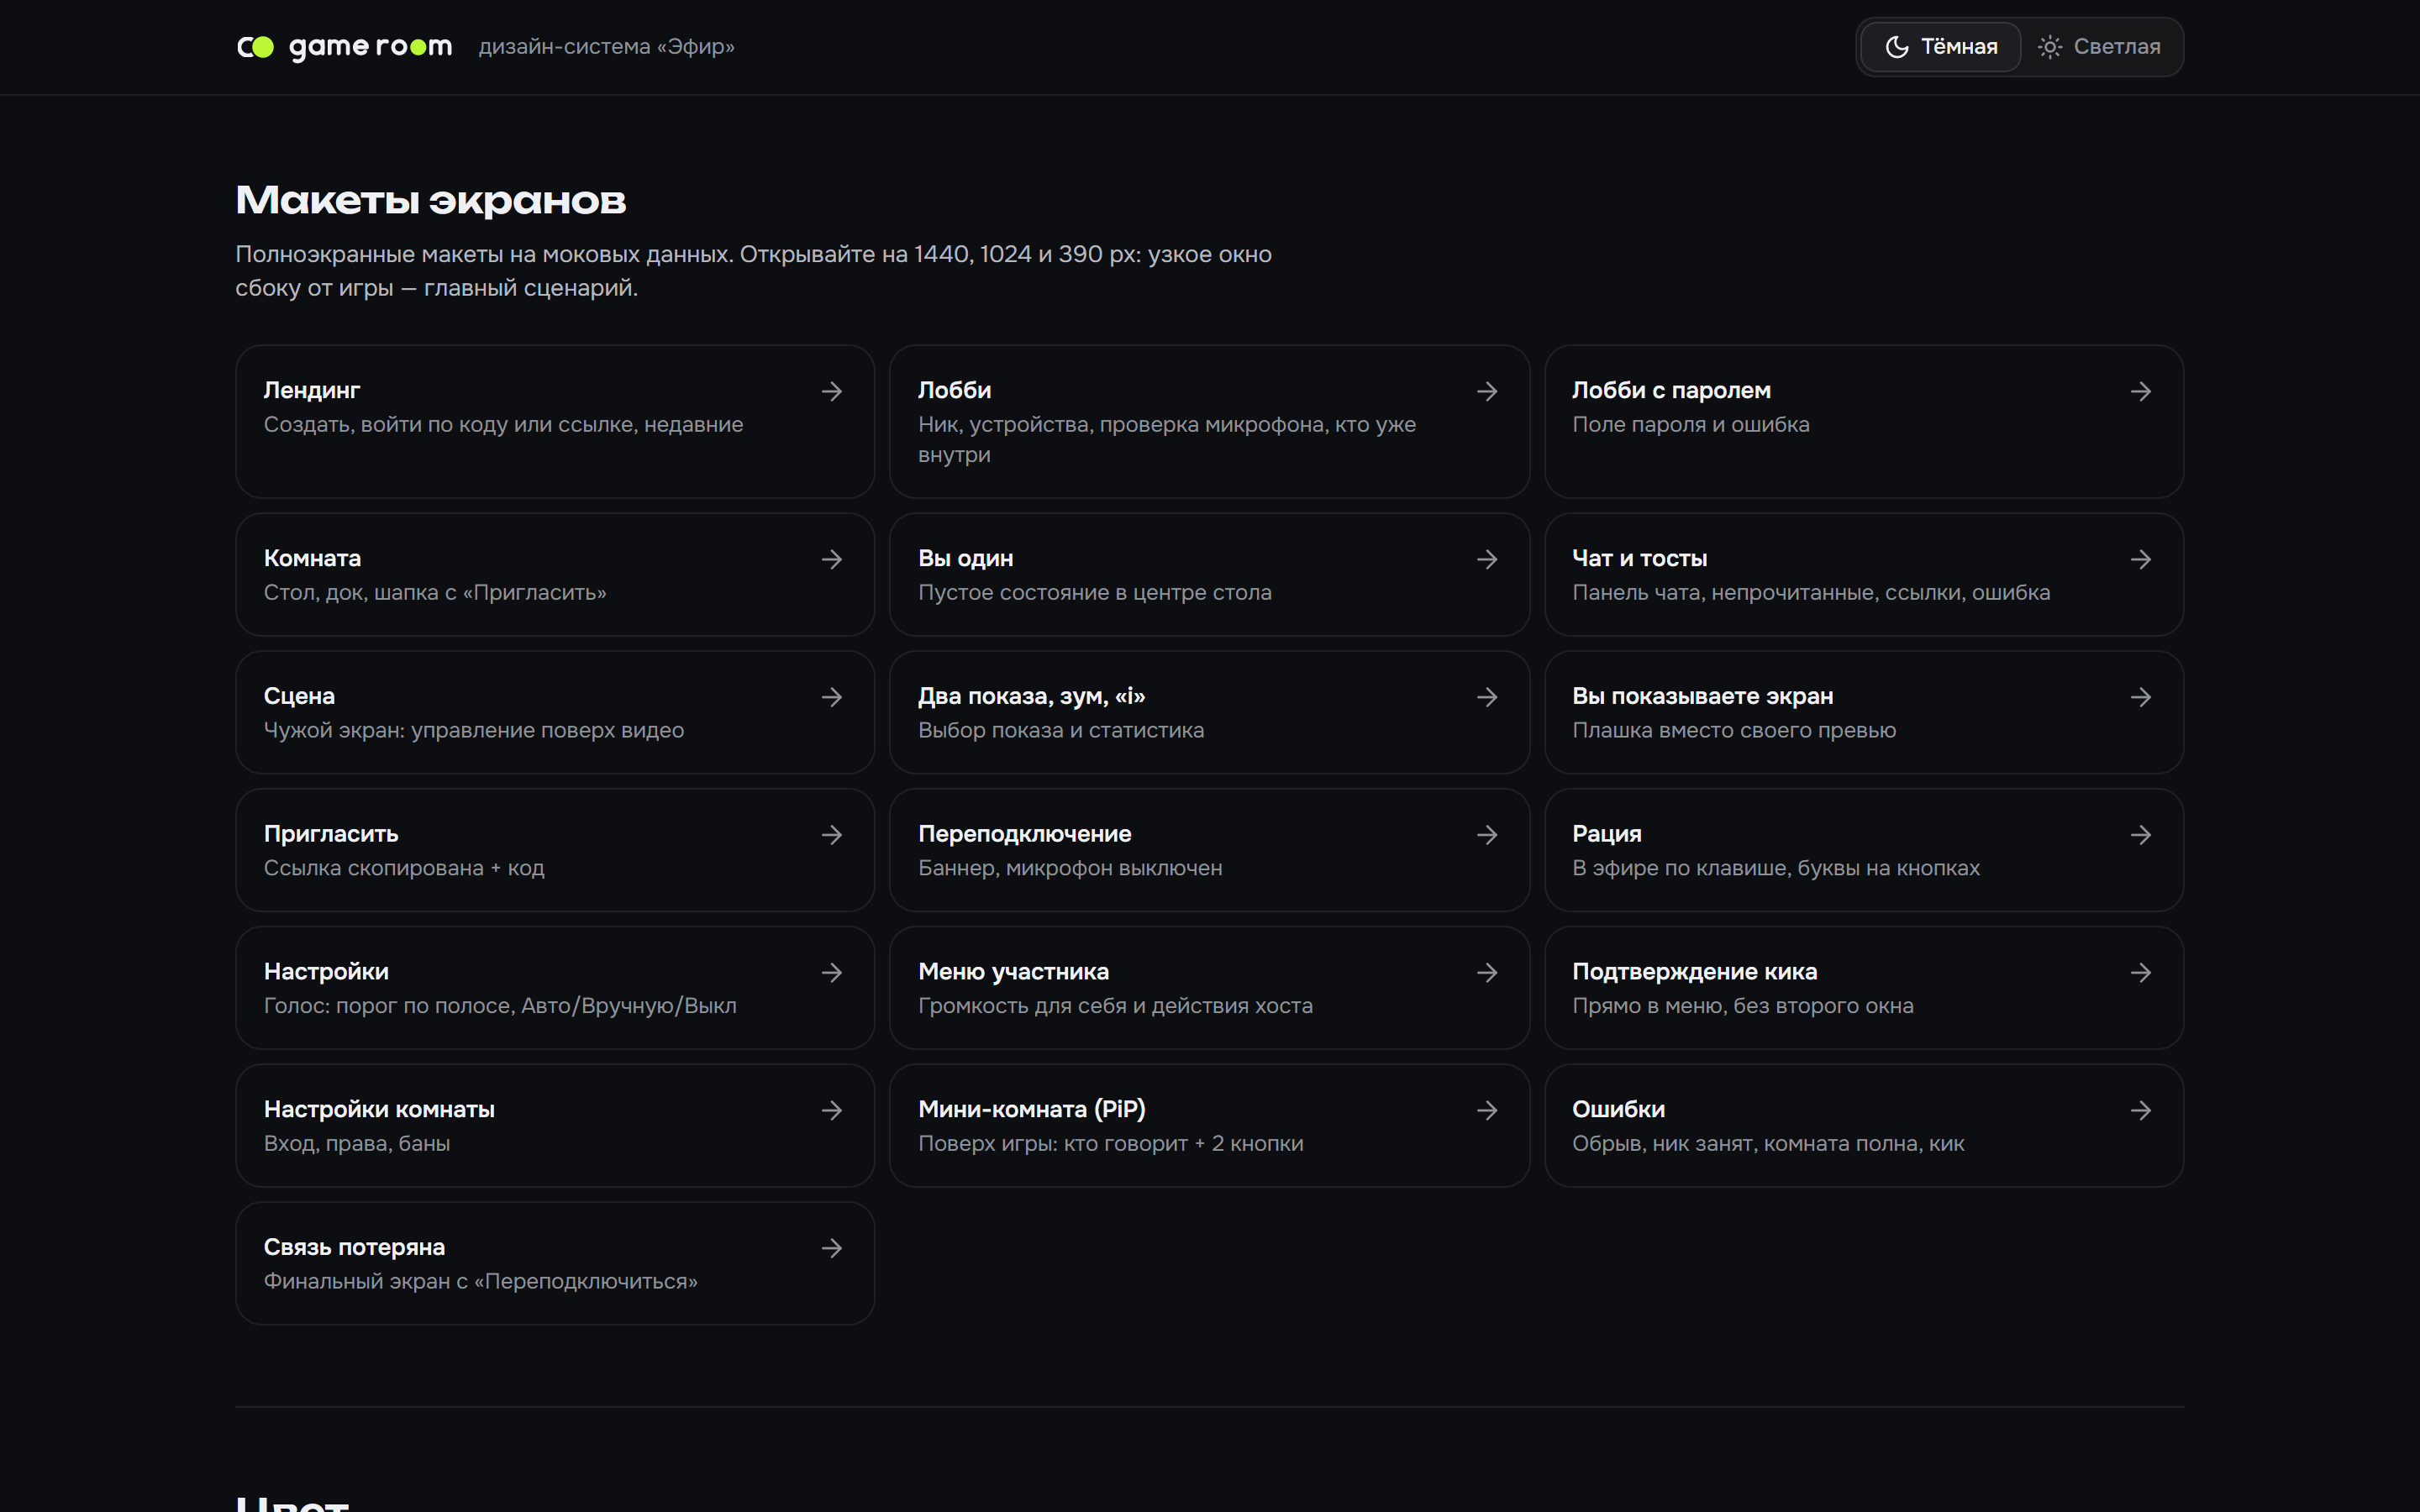 game room
дизайн-система «Эфир»
Тёмная
Светлая
Макеты экранов
Полноэкранные макеты на моковых данных. Открывайте на 1440, 1024 и 390 px: узкое окно
сбоку от игры — главный сценарий.
Лендинг
Создать, войти по коду или ссылке, недавние
Лобби
Ник, устройства, проверка микрофона, кто уже
внутри
Лобби с паролем
Поле пароля и ошибка
Комната
Стол, док, шапка с «Пригласить»
Вы один
Пустое состояние в центре стола
Чат и тосты
Панель чата, непрочитанные, ссылки, ошибка
Сцена
Чужой экран: управление поверх видео
Два показа, зум, «i»
Выбор показа и статистика
Вы показываете экран
Плашка вместо своего превью
Пригласить
Ссылка скопирована + код
Переподключение
Баннер, микрофон выключен
Рация
В эфире по клавише, буквы на кнопках
Настройки
Голос: порог по полосе, Авто/Вручную/Выкл
Меню участника
Громкость для себя и действия хоста
Подтверждение кика
Прямо в меню, без второго окна
Настройки комнаты
Вход, права, баны
Мини-комната (PiP)
Поверх игры: кто говорит + 2 кнопки
Ошибки
Обрыв, ник занят, комната полна, кик
Связь потеряна
Финальный экран с «Переподключиться»
Цвет